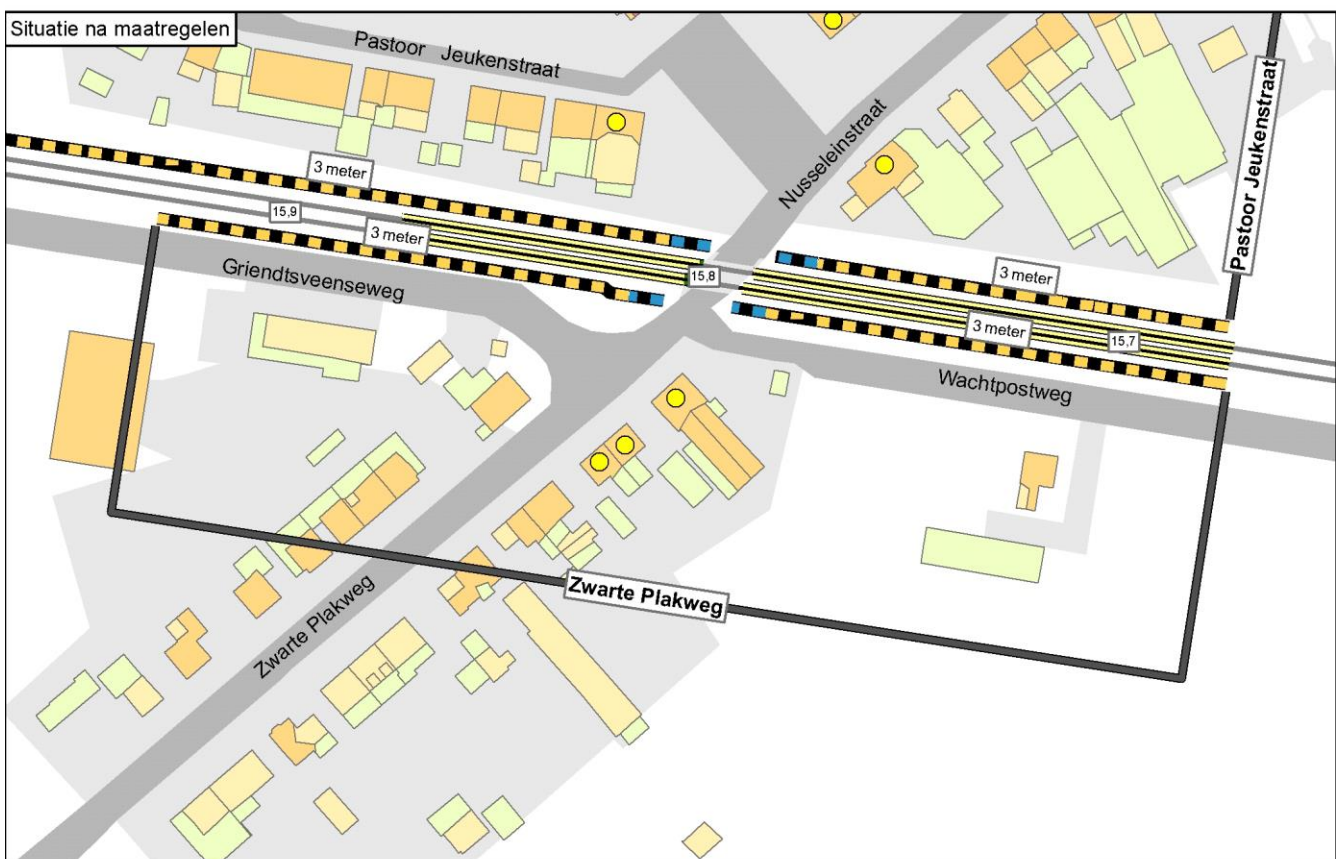 Situatie na maatregelen
Pastoor Jeukenstraat
Nusseleinstraat
Pastoor Jeukenstraat
3 meter
15,9
3 meter
15,8
3 meter
3 meter
15,7
Griendtsveenseweg
Wachtpostweg
Zwarte Plakweg
Zwarte Plakweg